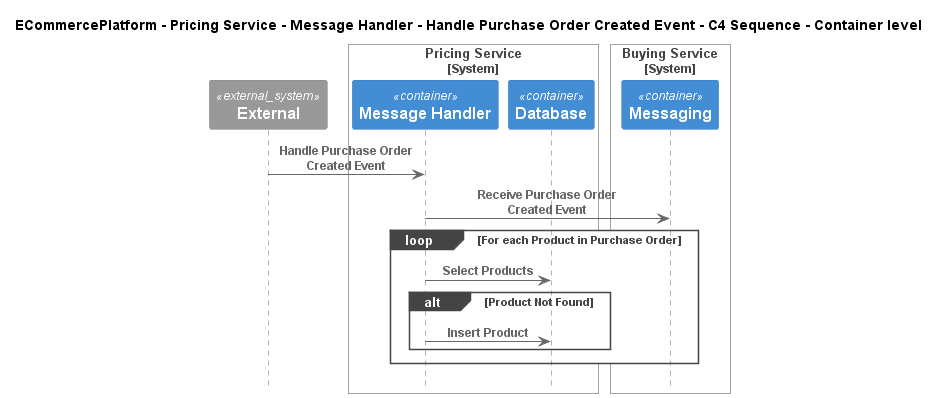 ECommercePlatform - Pricing Service - Message Handler - Handle Purchase Order Created Event - C4 Sequence - Container level
Pricing Service
[System]
Buying Service
[System]
«external_system»
External
«container»
Message Handler
«container»
Database
«container»
Messaging
Handle Purchase Order
Created Event
Receive Purchase Order
Created Event
loop [For each Product in Purchase Order]
Select Products
alt [Product Not Found]
Insert Product